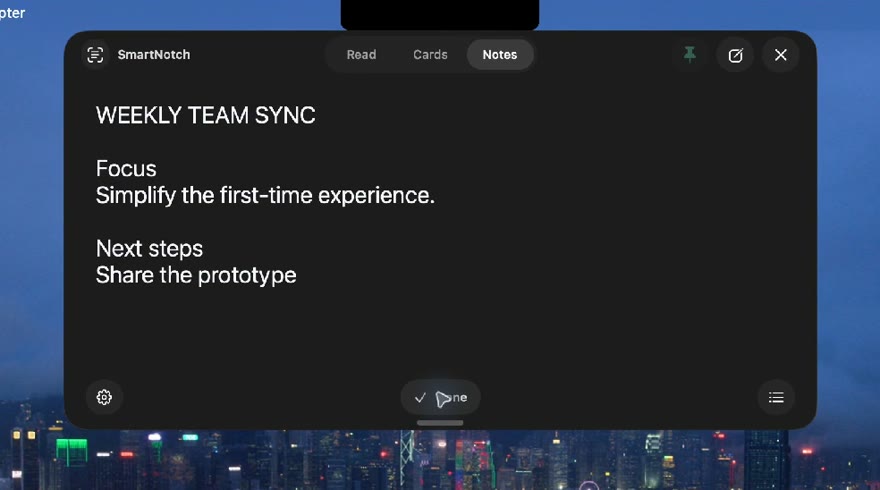 pter
SmartNotch
Read
Cards
Notes
WEEKLY TEAM SYNC
Focus
Simplify the first-time experience.
Next steps
Share the prototype